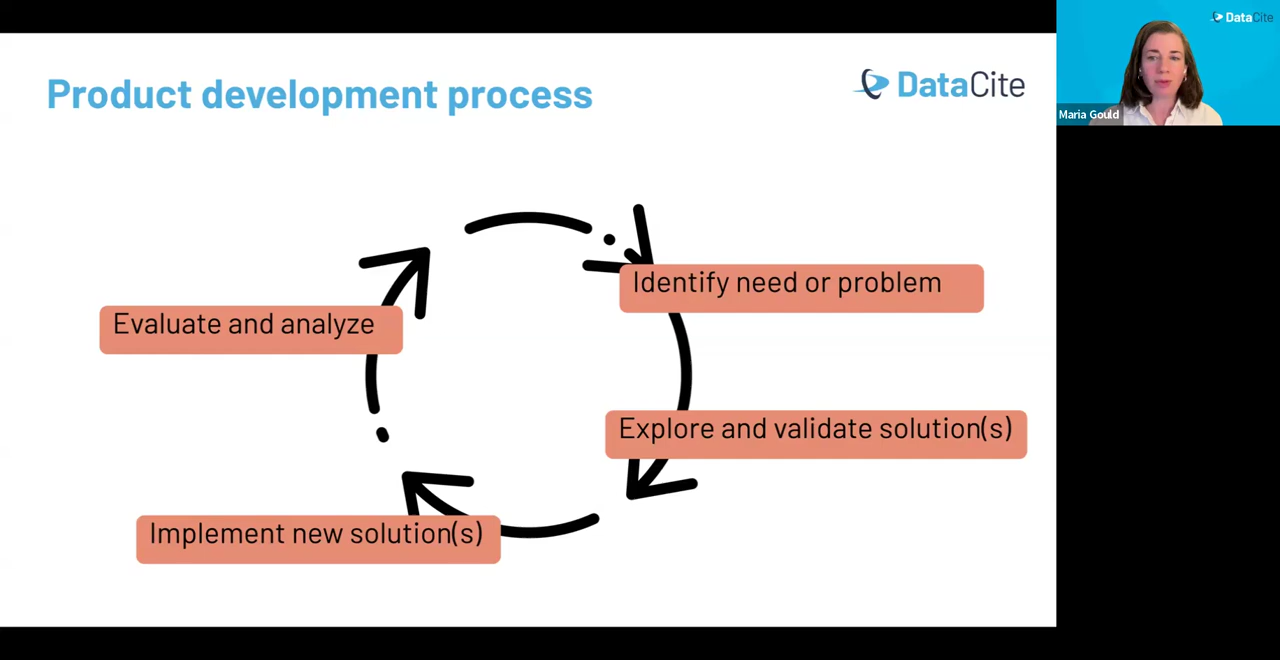 Product development process
DataCite
DataCite
Maria Gould
Identify need or problem
Evaluate and analyze
Explore and validate solution(s)
Implement new solution(s)